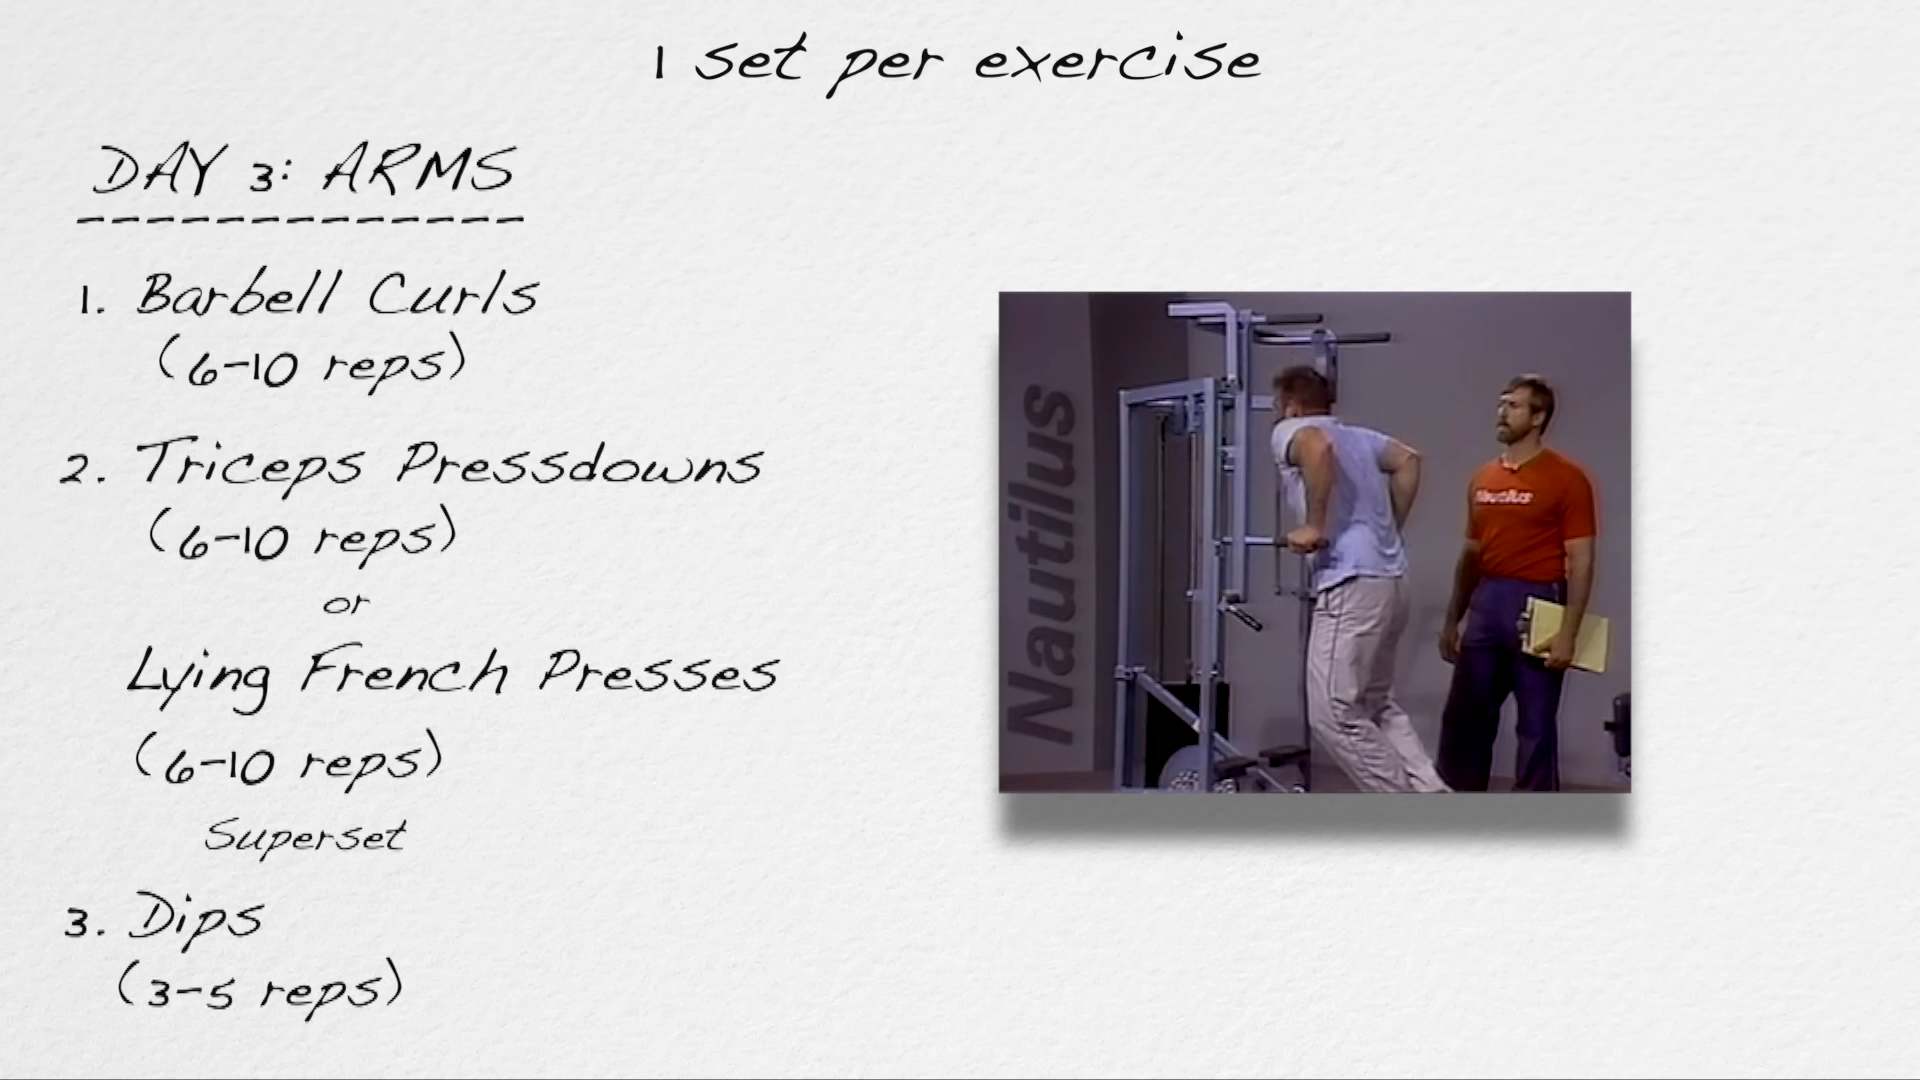 1 set per exercise
DAY 3: ARMS
-------------
1. Barbell Curls
(6-10 reps)
2. Triceps Pressdowns
(6-10 reps)
or
Lying French Presses
(6-10 reps)
Superset
3. Dips
(3-5 reps)
Nautilus
Nautilus